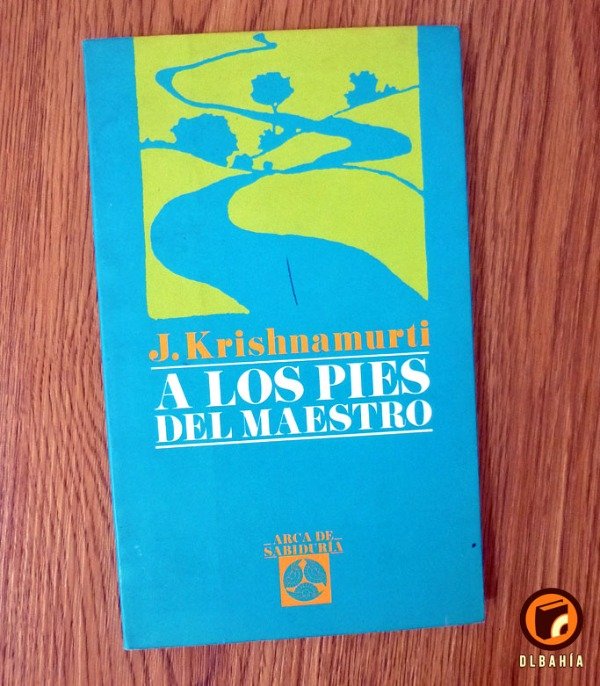 J. Krishnamurti
A LOS PIES
DEL MAESTRO
ARCA DE
SABIDURÍA
DLBAHÍA